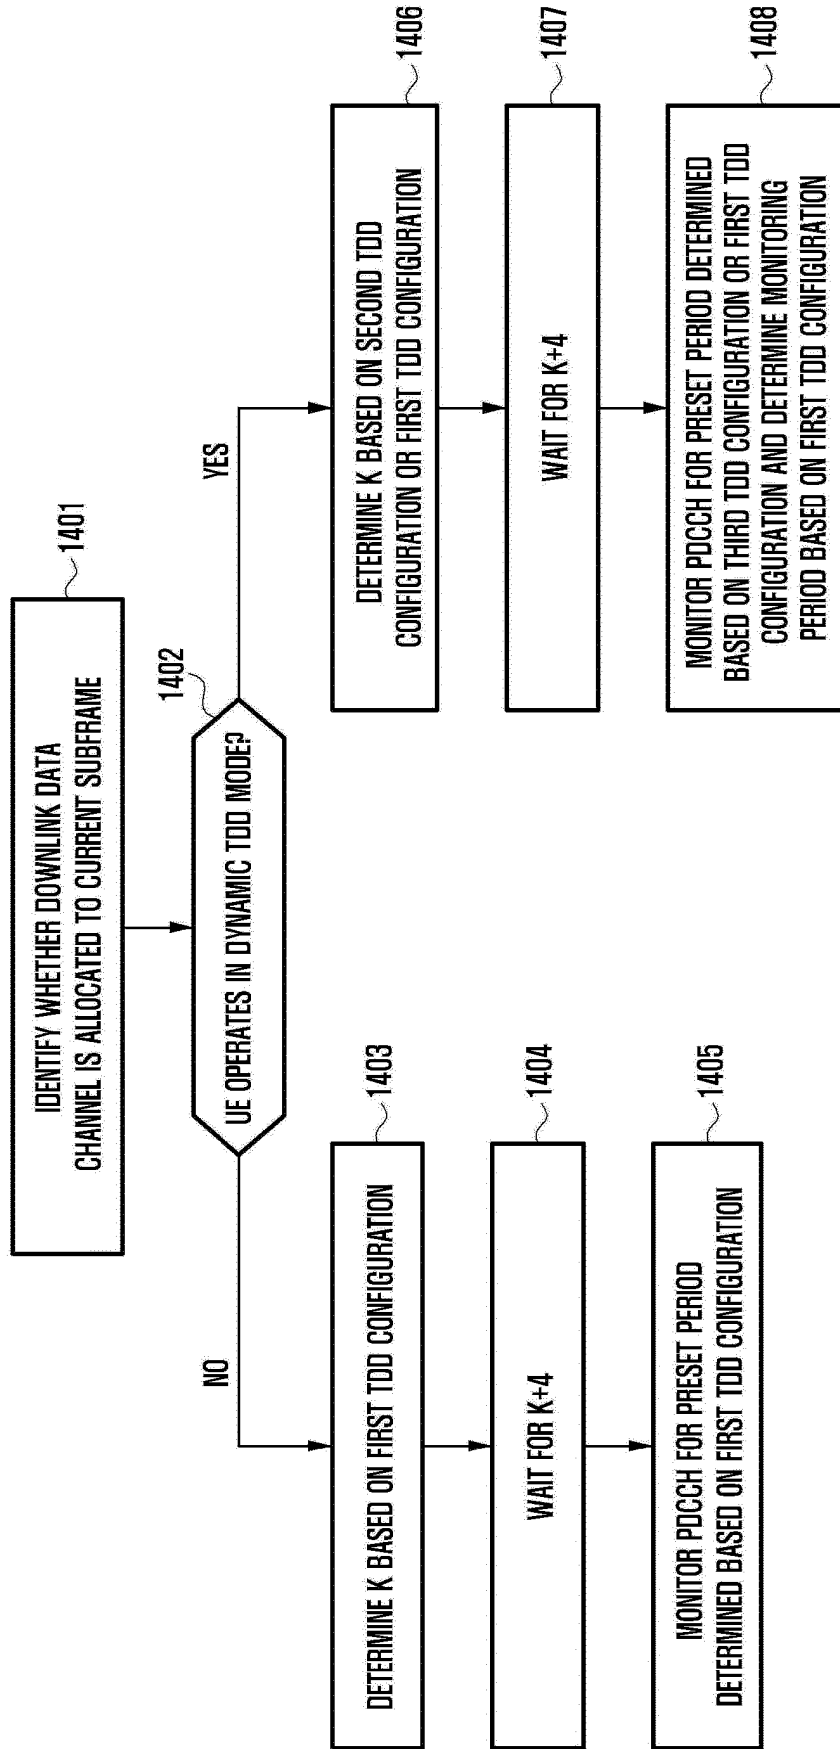 IDENTIFY WHETHER DOWNLINK DATA
CHANNEL IS ALLOCATED TO CURRENT SUBFRAME
1401
UE OPERATES IN DYNAMIC TDD MODE?
1402
NO
YES
DETERMINE K BASED ON FIRST TDD CONFIGURATION
1403
WAIT FOR K+4
1404
MONITOR PDCCH FOR PRESET PERIOD
DETERMINED BASED ON FIRST TDD CONFIGURATION
1405
DETERMINE K BASED ON SECOND TDD
CONFIGURATION OR FIRST TDD CONFIGURATION
1406
WAIT FOR K+4
1407
MONITOR PDCCH FOR PRESET PERIOD DETERMINED
BASED ON THIRD TDD CONFIGURATION OR FIRST TDD
CONFIGURATION AND DETERMINE MONITORING
PERIOD BASED ON FIRST TDD CONFIGURATION
1408